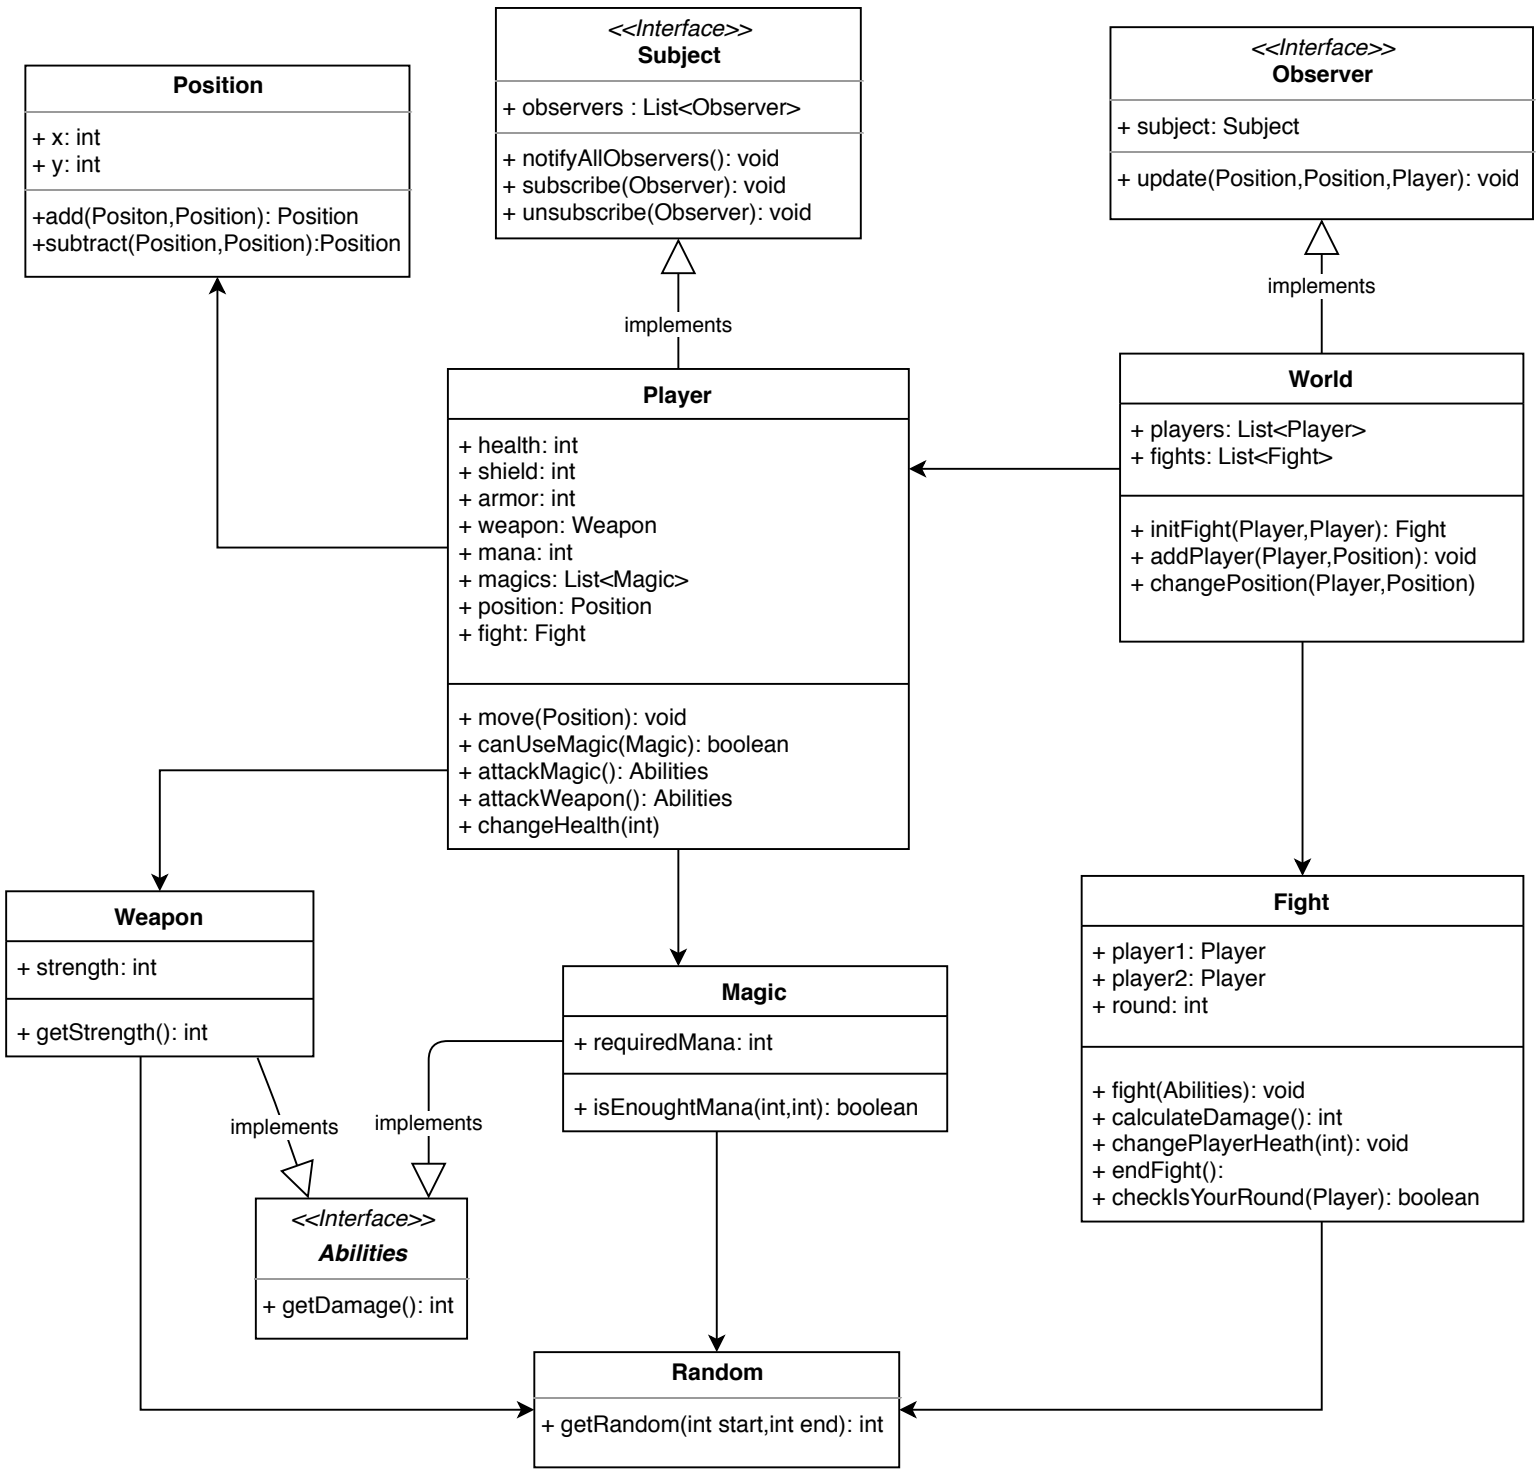 <<Interface>>
Subject
+ observers : List<Observer>
+ notifyAllObservers(): void
+ subscribe(Observer): void
+ unsubscribe(Observer): void
<<Interface>>
Observer
+ subject: Subject
+ update(Position,Position,Player): void
Position
+ x: int
+ y: int
+add(Positon,Position): Position
+subtract(Position,Position):Position
implements
implements
Player
+ health: int
+ shield: int
+ armor: int
+ weapon: Weapon
+ mana: int
+ magics: List<Magic>
+ position: Position
+ fight: Fight
+ move(Position): void
+ canUseMagic(Magic): boolean
+ attackMagic(): Abilities
+ attackWeapon(): Abilities
+ changeHealth(int)
World
+ players: List<Player>
+ fights: List<Fight>
+ initFight(Player,Player): Fight
+ addPlayer(Player,Position): void
+ changePosition(Player,Position)
Weapon
+ strength: int
+ getStrength(): int
Magic
+ requiredMana: int
+ isEnoughtMana(int,int): boolean
Fight
+ player1: Player
+ player2: Player
+ round: int
+ fight(Abilities): void
+ calculateDamage(): int
+ changePlayerHeath(int): void
+ endFight():
+ checkIsYourRound(Player): boolean
implements
implements
<<Interface>>
Abilities
+ getDamage(): int
Random
+ getRandom(int start,int end): int